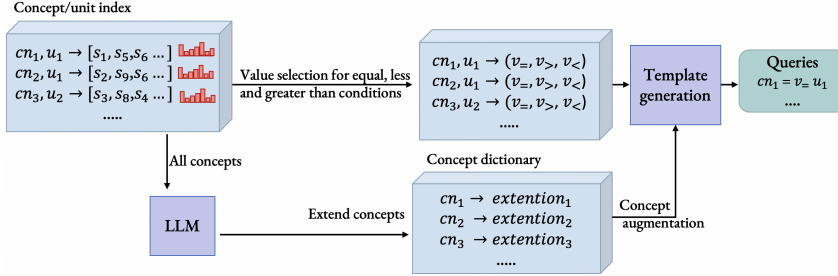 Concept/unit index
cn₁, u₁ → [s₁, s₅,s₆ ... ]
cn₂, u₁ → [s₂, s₉,s₆ ... ]
cn₃, u₂ → [s₃, s₈,s₄ ... ]
.....
Value selection for equal, less
and greater than conditions
cn₁, u₁ → (v₌, v₍>₎, v₍<₎)
cn₂, u₁ → (v₌, v₍>₎, v₍<₎)
cn₃, u₂ → (v₌, v₍>₎, v₍<₎)
.....
Template
generation
Queries
cn₁ = v₌ u₁
....
All concepts
LLM
Extend concepts
Concept dictionary
cn₁ → extention₁
cn₂ → extention₂
cn₃ → extention₃
.....
Concept
augmentation